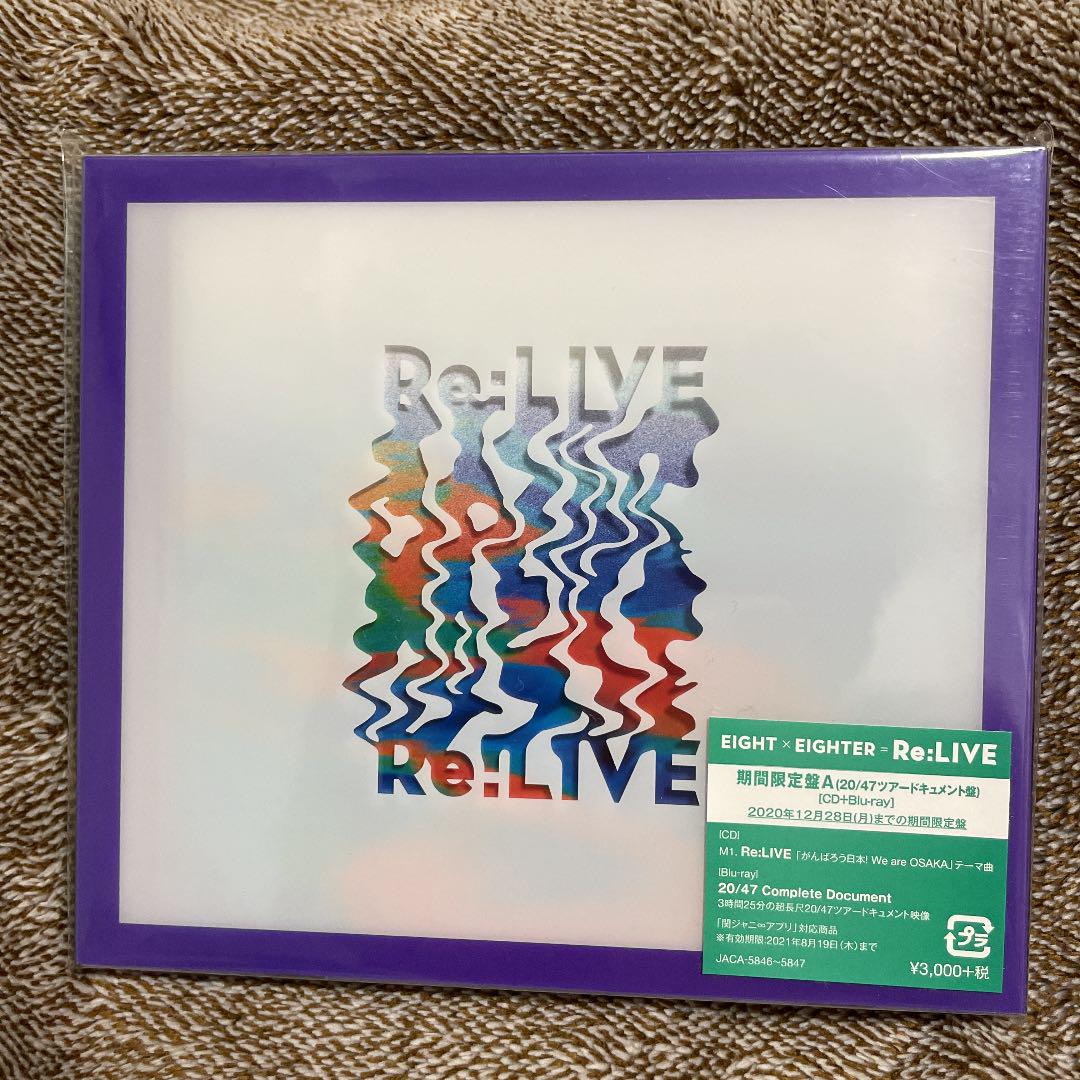 Re:LIVE
Re:LIVE
EIGHT × EIGHTER = Re:LIVE
期間限定盤A(20/47ツアードキュメント盤)
[CD+Blu-ray]
2020年12月28日(月)までの期間限定盤
[CD]
M1. Re:LIVE 「がんばろう日本! We are OSAKA」テーマ曲
[Blu-ray]
20/47 Complete Document
3時間25分の超長尺20/47ツアードキュメント映像
「関ジャニ∞アプリ」対応商品
※有効期限:2021年8月19日(木)まで
プラ
JACA-5846~5847
¥3,000+税